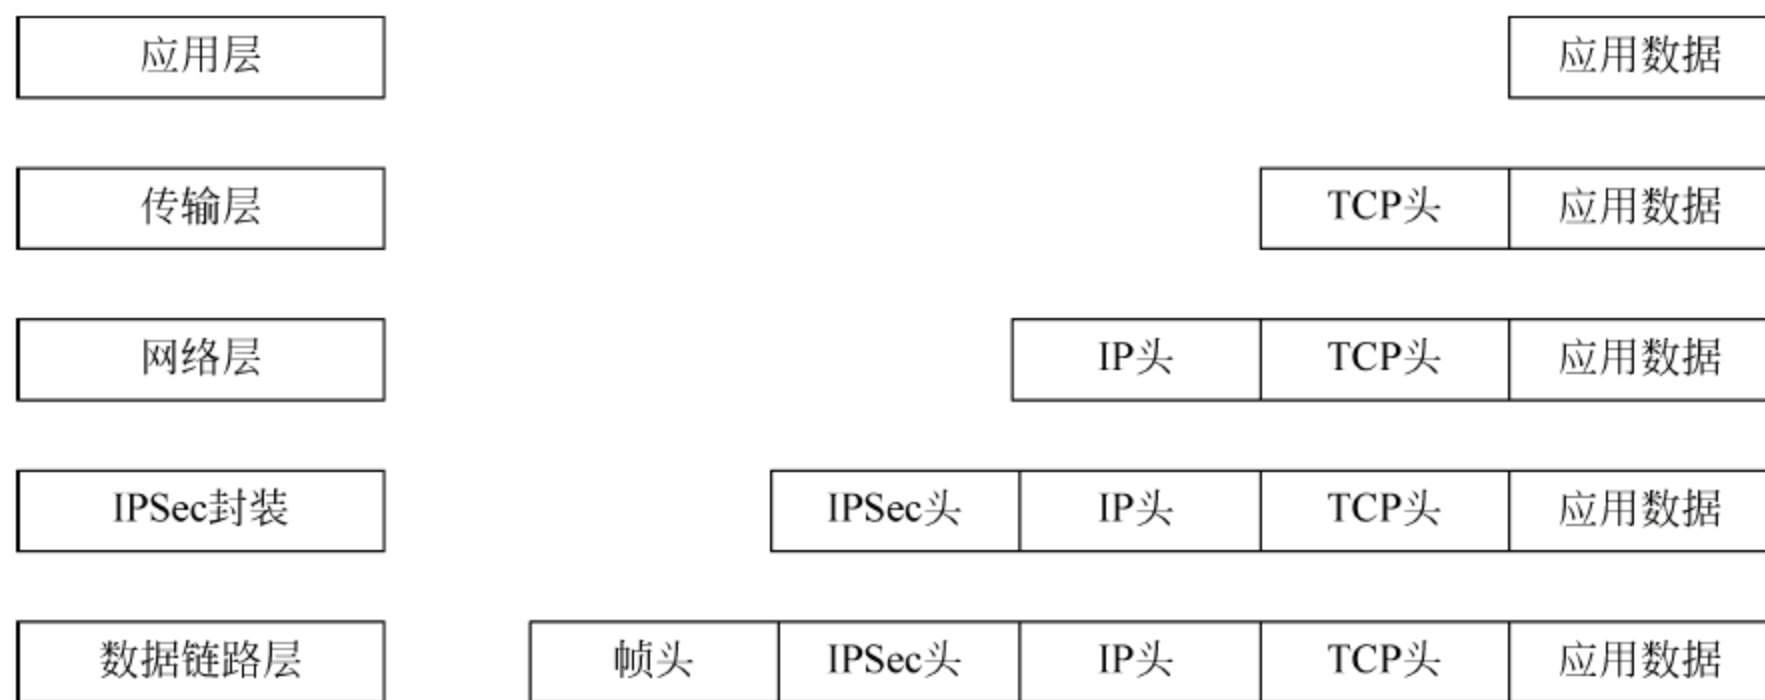 应用层 应用数据
传输层 TCP头 应用数据
网络层 IP头 TCP头 应用数据
IPSec封装 IPSec头 IP头 TCP头 应用数据
数据链路层 帧头 IPSec头 IP头 TCP头 应用数据